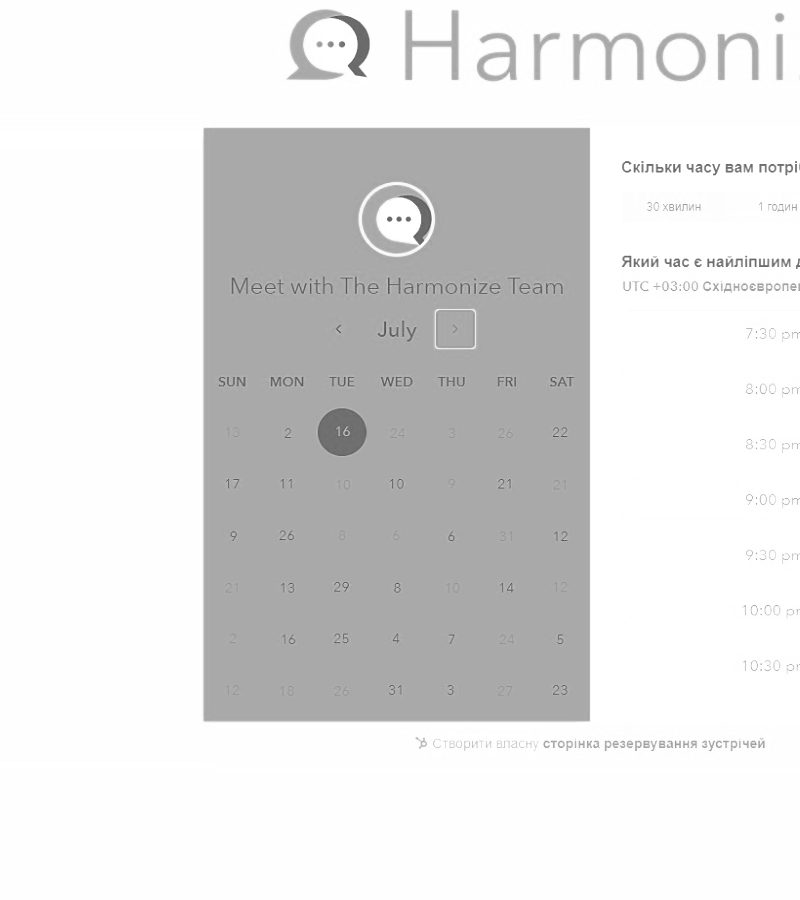 Harmoni
Скільки часу вам потрі
30 хвилин 1 годин
Meet with The Harmonize Team
Який час є найліпшим
UTC +03:00 Східноєвропе
July
SUN MON TUE WED THU FRI SAT
13 2 16 24 3 26 22
17 11 10 10 9 21 21
9 26 8 6 6 31 12
21 13 29 8 10 14 12
2 16 25 4 7 24 5
12 18 26 31 3 27 23
7:30 pm
8:00 pm
8:30 pm
9:00 pm
9:30 pm
10:00 pm
10:30 pm
Створити власну сторінка резервування зустрічей